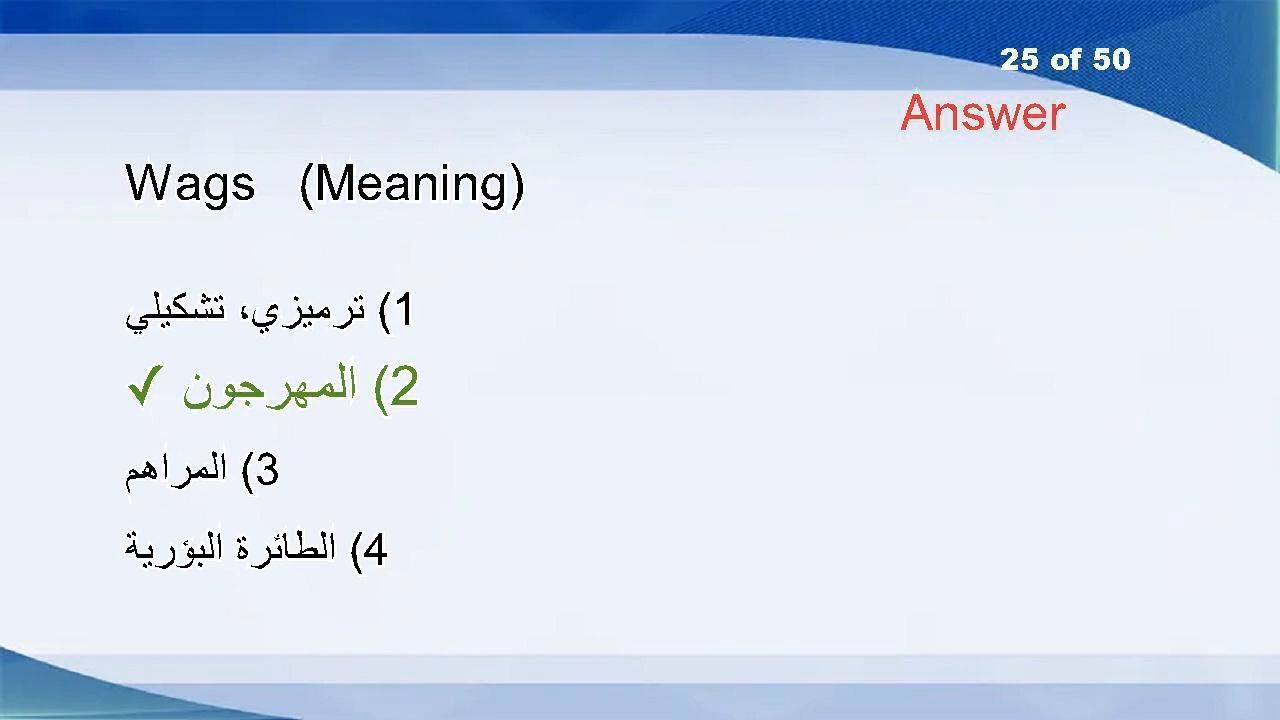 25 of 50
Answer
Wags (Meaning)
1) ترميزي، تشكيلي
2) المهرجون ✓
3) المراهم
4) الطائرة البؤرية